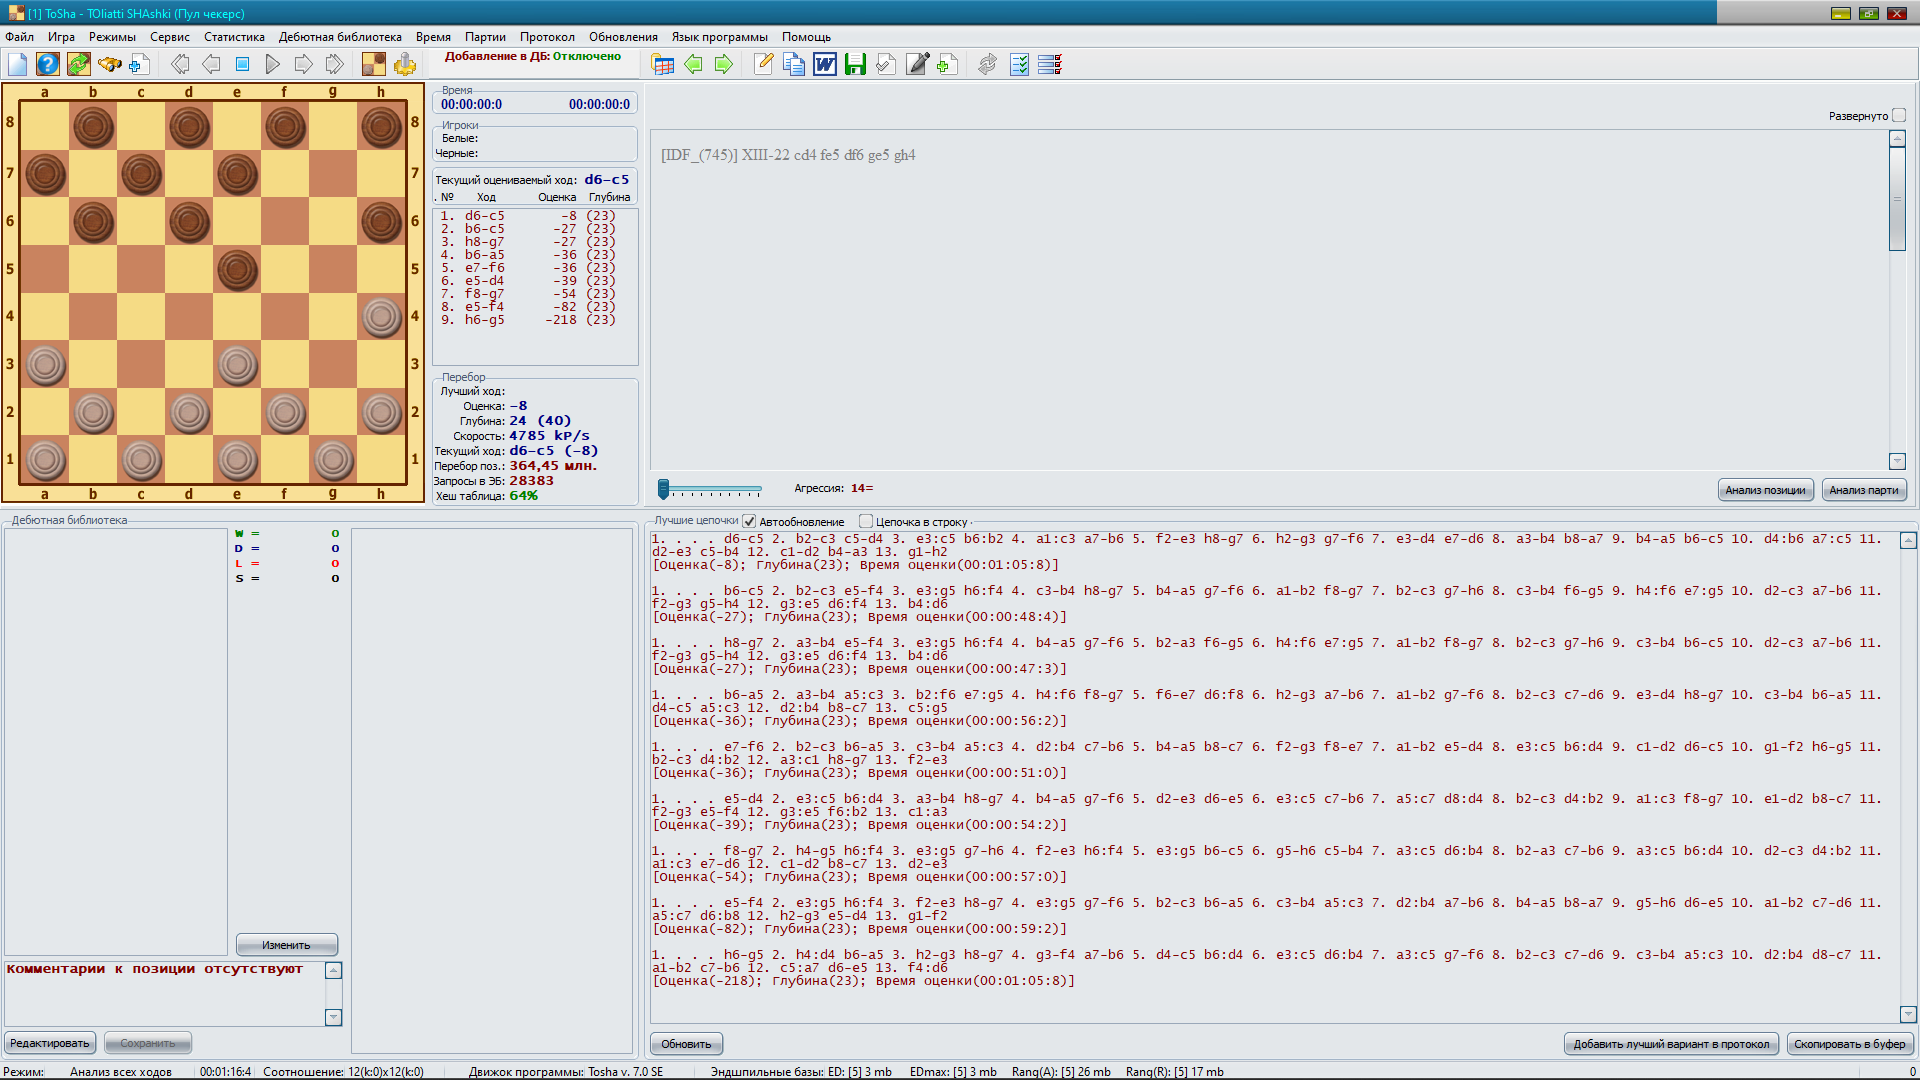 [1] ToSha - TOliatti SHAshki (Пул чекерс)
Файл Игра Режимы Сервис Статистика Дебютная библиотека Время Партии Протокол Обновления Язык программы Помощь
Добавление в ДБ: Отключено
a b c d e f g h
8 8
7 7
6 6
5 5
4 4
3 3
2 2
1 1
a b c d e f g h
Время
00:00:00:0 00:00:00:0
Игроки
Белые:
Черные:
Текущий оцениваемый ход: d6-c5
. № Ход Оценка Глубина
1. d6-c5 -8 (23)
2. b6-c5 -27 (23)
3. h8-g7 -27 (23)
4. b6-a5 -36 (23)
5. e7-f6 -36 (23)
6. e5-d4 -39 (23)
7. f8-g7 -54 (23)
8. e5-f4 -82 (23)
9. h6-g5 -218 (23)
Перебор
Лучший ход:
Оценка: -8
Глубина: 24 (40)
Скорость: 4785 kP/s
Текущий ход: d6-c5 (-8)
Перебор поз.: 364,45 млн.
Запросы в ЭБ: 28383
Хеш таблица: 64%
Развернуто
[IDF_(745)] XIII-22 cd4 fe5 df6 ge5 gh4
Агрессия: 14=
Анализ позиции Анализ парти
Дебютная библиотека
W = 0
D = 0
L = 0
S = 0
Изменить
Комментарии к позиции отсутствуют
Редактировать Сохранить
Лучшие цепочки Автообновление Цепочка в строку
1. . . . d6-c5 2. b2-c3 c5-d4 3. e3:c5 b6:b2 4. a1:c3 a7-b6 5. f2-e3 h8-g7 6. h2-g3 g7-f6 7. e3-d4 e7-d6 8. a3-b4 b8-a7 9. b4-a5 b6-c5 10. d4:b6 a7:c5 11.
d2-e3 c5-b4 12. c1-d2 b4-a3 13. g1-h2
[Оценка(-8); Глубина(23); Время оценки(00:01:05:8)]
1. . . . b6-c5 2. b2-c3 e5-f4 3. e3:g5 h6:f4 4. c3-b4 h8-g7 5. b4-a5 g7-f6 6. a1-b2 f8-g7 7. b2-c3 g7-h6 8. c3-b4 f6-g5 9. h4:f6 e7:g5 10. d2-c3 a7-b6 11.
f2-g3 g5-h4 12. g3:e5 d6:f4 13. b4:d6
[Оценка(-27); Глубина(23); Время оценки(00:00:48:4)]
1. . . . h8-g7 2. a3-b4 e5-f4 3. e3:g5 h6:f4 4. b4-a5 g7-f6 5. b2-a3 f6-g5 6. h4:f6 e7:g5 7. a1-b2 f8-g7 8. b2-c3 g7-h6 9. c3-b4 b6-c5 10. d2-c3 a7-b6 11.
f2-g3 g5-h4 12. g3:e5 d6:f4 13. b4:d6
[Оценка(-27); Глубина(23); Время оценки(00:00:47:3)]
1. . . . b6-a5 2. a3-b4 a5:c3 3. b2:f6 e7:g5 4. h4:f6 f8-g7 5. f6-e7 d6:f8 6. h2-g3 a7-b6 7. a1-b2 g7-f6 8. b2-c3 c7-d6 9. e3-d4 h8-g7 10. c3-b4 b6-a5 11.
d4-c5 a5:c3 12. d2:b4 b8-c7 13. c5:g5
[Оценка(-36); Глубина(23); Время оценки(00:00:56:2)]
1. . . . e7-f6 2. b2-c3 b6-a5 3. c3-b4 a5:c3 4. d2:b4 c7-b6 5. b4-a5 b8-c7 6. f2-g3 f8-e7 7. a1-b2 e5-d4 8. e3:c5 b6:d4 9. c1-d2 d6-c5 10. g1-f2 h6-g5 11.
b2-c3 d4:b2 12. a3:c1 h8-g7 13. f2-e3
[Оценка(-36); Глубина(23); Время оценки(00:00:51:0)]
1. . . . e5-d4 2. e3:c5 b6:d4 3. a3-b4 h8-g7 4. b4-a5 g7-f6 5. d2-e3 d6-e5 6. e3:c5 c7-b6 7. a5:c7 d8:d4 8. b2-c3 d4:b2 9. a1:c3 f8-g7 10. e1-d2 b8-c7 11.
f2-g3 e5-f4 12. g3:e5 f6:b2 13. c1:a3
[Оценка(-39); Глубина(23); Время оценки(00:00:54:2)]
1. . . . f8-g7 2. h4-g5 h6:f4 3. e3:g5 g7-h6 4. f2-e3 h6:f4 5. e3:g5 b6-c5 6. g5-h6 c5-b4 7. a3:c5 d6:b4 8. b2-a3 c7-b6 9. a3:c5 b6:d4 10. d2-c3 d4:b2 11.
a1:c3 e7-d6 12. c1-d2 b8-c7 13. d2-e3
[Оценка(-54); Глубина(23); Время оценки(00:00:57:0)]
1. . . . e5-f4 2. e3:g5 h6:f4 3. f2-e3 h8-g7 4. e3:g5 g7-f6 5. b2-c3 b6-a5 6. c3-b4 a5:c3 7. d2:b4 a7-b6 8. b4-a5 b8-a7 9. g5-h6 d6-e5 10. a1-b2 c7-d6 11.
a5:c7 d6:b8 12. h2-g3 e5-d4 13. g1-f2
[Оценка(-82); Глубина(23); Время оценки(00:00:59:2)]
1. . . . h6-g5 2. h4:d4 b6-a5 3. h2-g3 h8-g7 4. g3-f4 a7-b6 5. d4-c5 b6:d4 6. e3:c5 d6:b4 7. a3:c5 g7-f6 8. b2-c3 c7-d6 9. c3-b4 a5:c3 10. d2:b4 d8-c7 11.
a1-b2 c7-b6 12. c5:a7 d6-e5 13. f4:d6
[Оценка(-218); Глубина(23); Время оценки(00:01:05:8)]
Обновить Добавить лучший вариант в протокол Скопировать в буфер
Режим: Анализ всех ходов 00:01:16:4 Соотношение: 12(k:0)x12(k:0) Движок программы: Tosha v. 7.0 SE Эндшпильные базы: ED: [5] 3 mb EDmax: [5] 3 mb Rang(A): [5] 26 mb Rang(R): [5] 17 mb 0